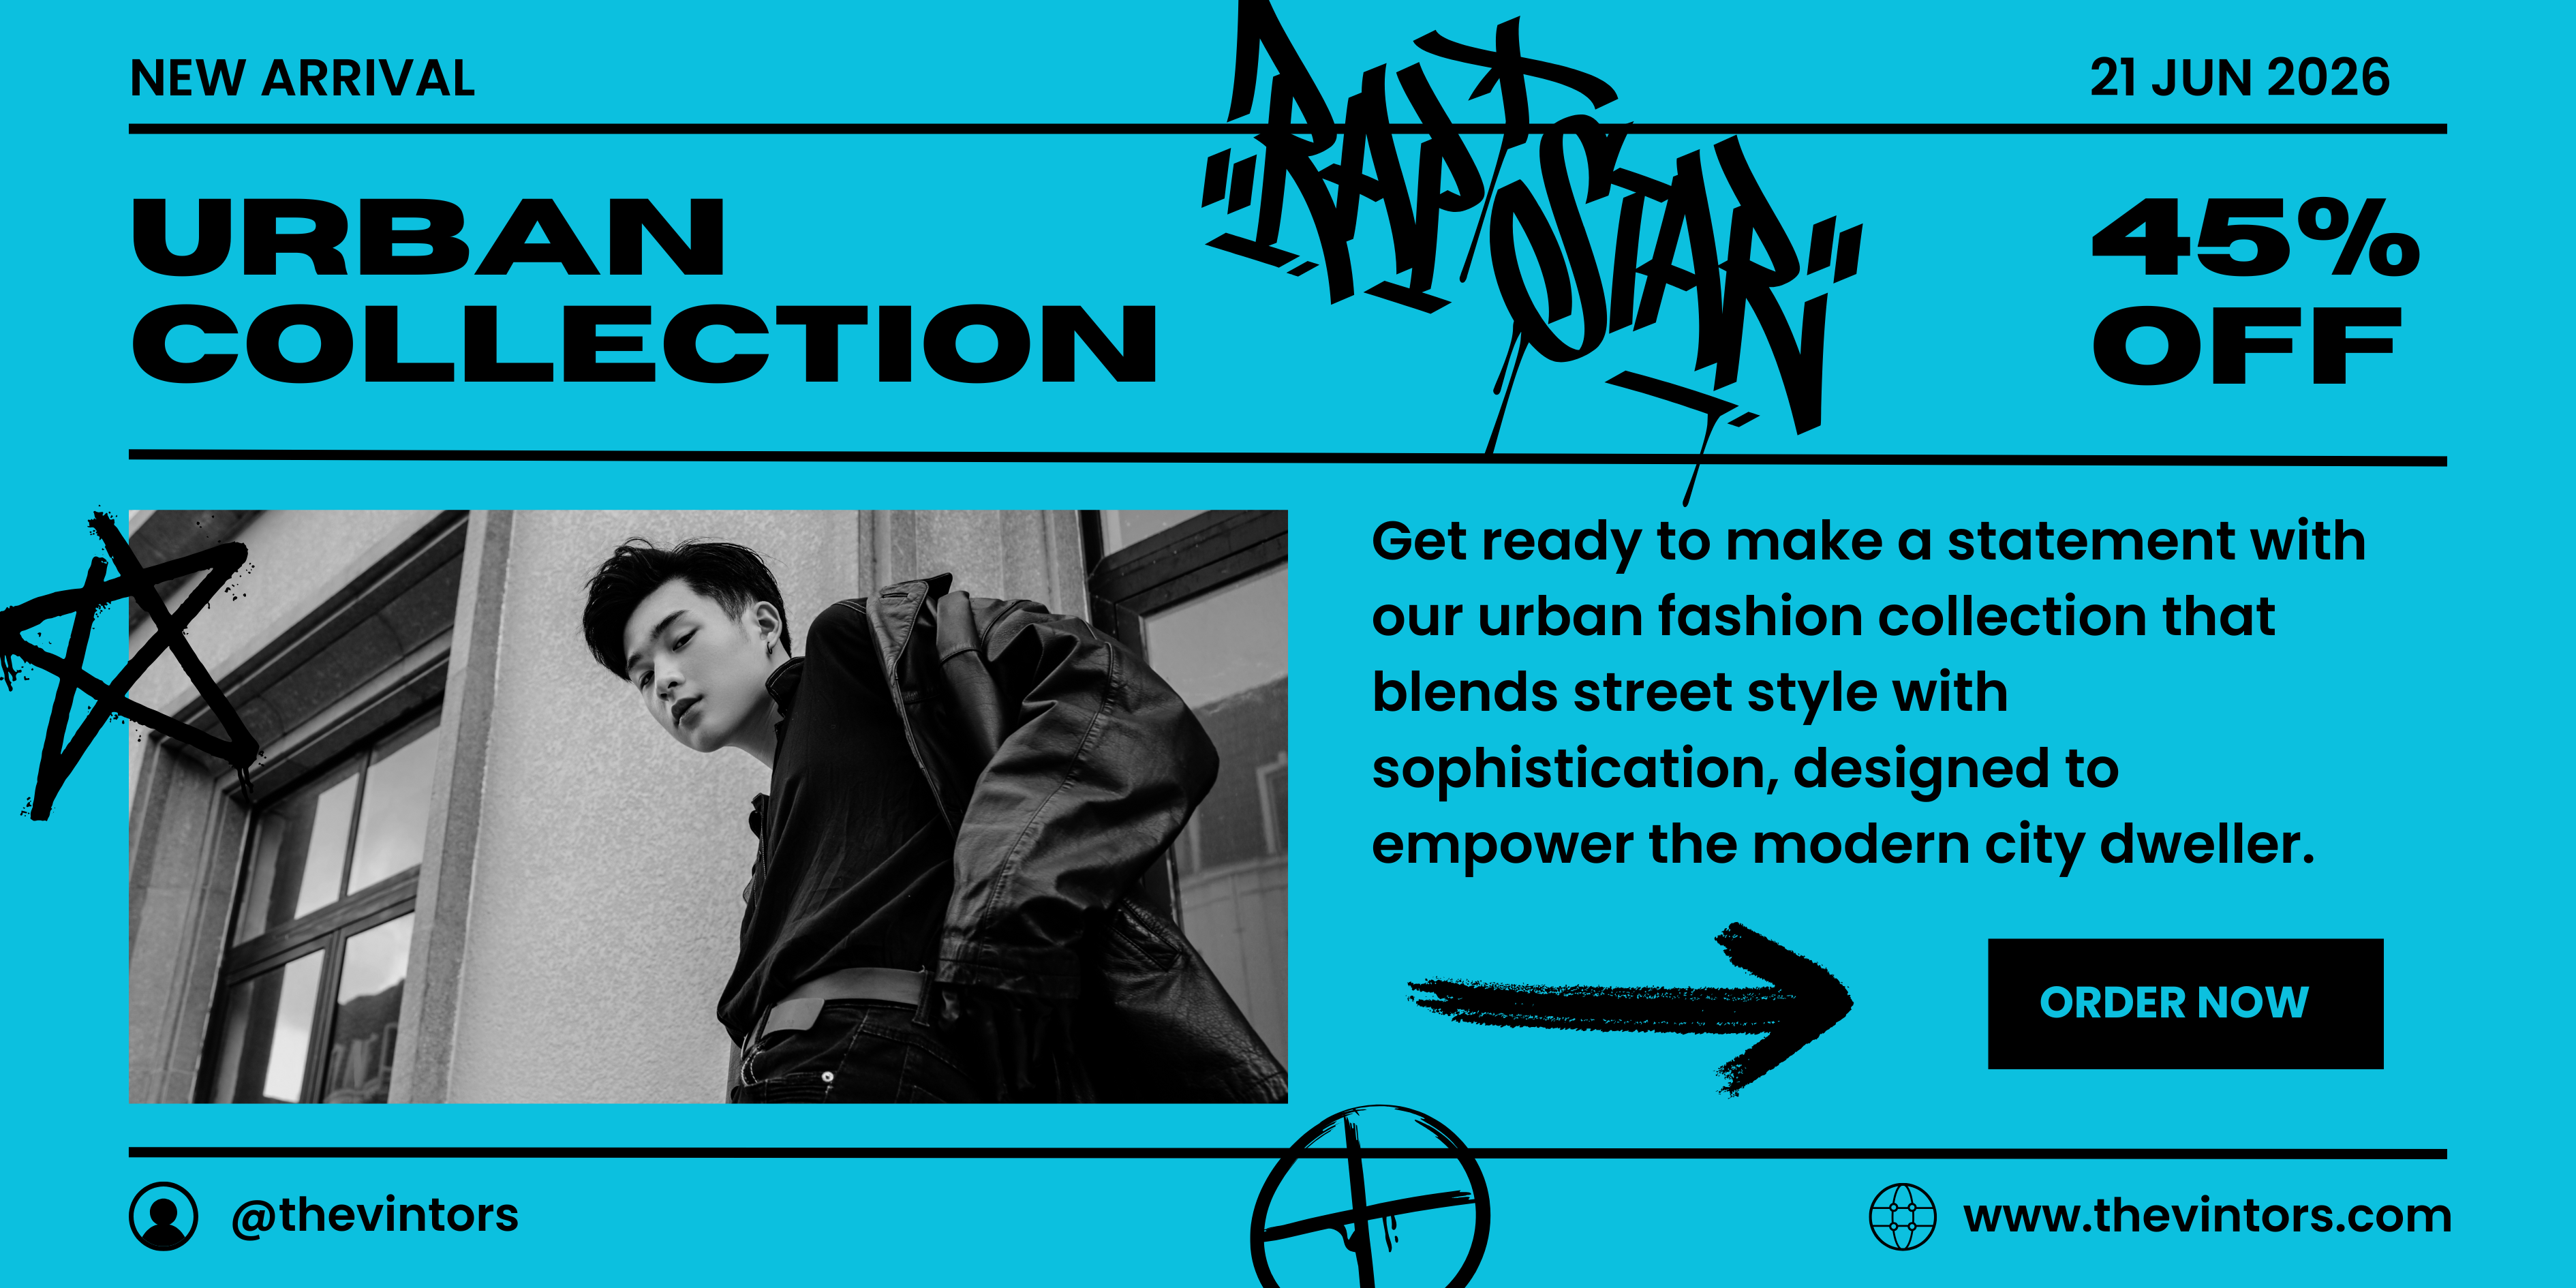 NEW ARRIVAL
21 JUN 2026
"RAP
STAR"
URBAN
COLLECTION
45%
OFF
Get ready to make a statement with
our urban fashion collection that
blends street style with
sophistication, designed to
empower the modern city dweller.
ORDER NOW
@thevintors
www.thevintors.com